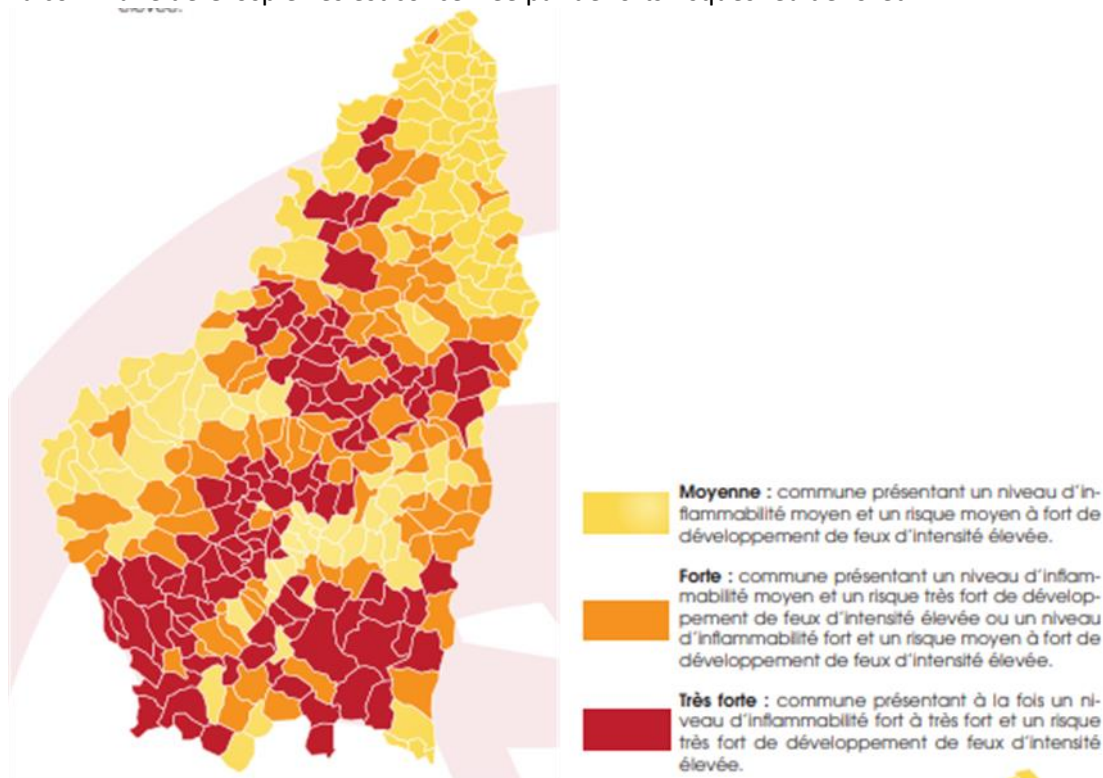 élevée.
Moyenne : commune présentant un niveau d'in-
flammabilité moyen et un risque moyen à fort de
développement de feux d'intensité élevée.
Forte : commune présentant un niveau d'inflam-
mabilité moyen et un risque très fort de dévelop-
pement de feux d'intensité élevée ou un niveau
d'inflammabilité fort et un risque moyen à fort de
développement de feux d'intensité élevée.
Très forte : commune présentant à la fois un ni-
veau d'inflammabilité fort à très fort et un risque
très fort de développement de feux d'intensité
élevée.